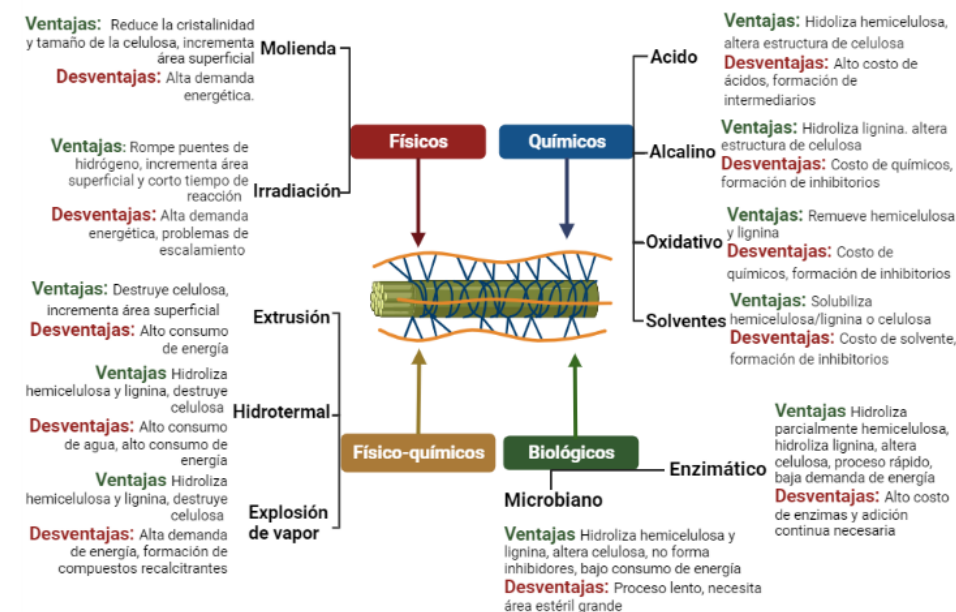 Físicos
Molienda
Ventajas: Reduce la cristalinidad
y tamaño de la celulosa, incrementa
área superficial
Desventajas: Alta demanda
energética.
Irradiación
Ventajas: Rompe puentes de
hidrógeno, incrementa área
superficial y corto tiempo de
reacción
Desventajas: Alta demanda
energética, problemas de
escalamiento
Químicos
Acido
Ventajas: Hidoliza hemicelulosa,
altera estructura de celulosa
Desventajas: Alto costo de
ácidos, formación de
intermediarios
Alcalino
Ventajas: Hidroliza lignina. altera
estructura de celulosa
Desventajas: Costo de químicos,
formación de inhibitorios
Oxidativo
Ventajas: Remueve hemicelulosa
y lignina
Desventajas: Costo de
químicos, formación de inhibitorios
Solventes
Ventajas: Solubiliza
hemicelulosa/lignina o celulosa
Desventajas: Costo de solvente,
formación de inhibitorios
Físico-químicos
Extrusión
Ventajas: Destruye celulosa,
incrementa área superficial
Desventajas: Alto consumo
de energía
Hidrotermal
Ventajas Hidroliza
hemicelulosa y lignina, destruye
celulosa
Desventajas: Alto consumo
de agua, alto consumo de
energía
Explosión
de vapor
Ventajas Hidroliza
hemicelulosa y lignina, destruye
celulosa
Desventajas: Alta demanda
de energía, formación de
compuestos recalcitrantes
Biológicos
Microbiano
Ventajas Hidroliza hemicelulosa y
lignina, altera celulosa, no forma
inhibidores, bajo consumo de energía
Desventajas: Proceso lento, necesita
área estéril grande
Enzimático
Ventajas Hidroliza
parcialmente hemicelulosa,
hidroliza lignina, altera
celulosa, proceso rápido,
baja demanda de energía
Desventajas: Alto costo
de enzimas y adición
continua necesaria